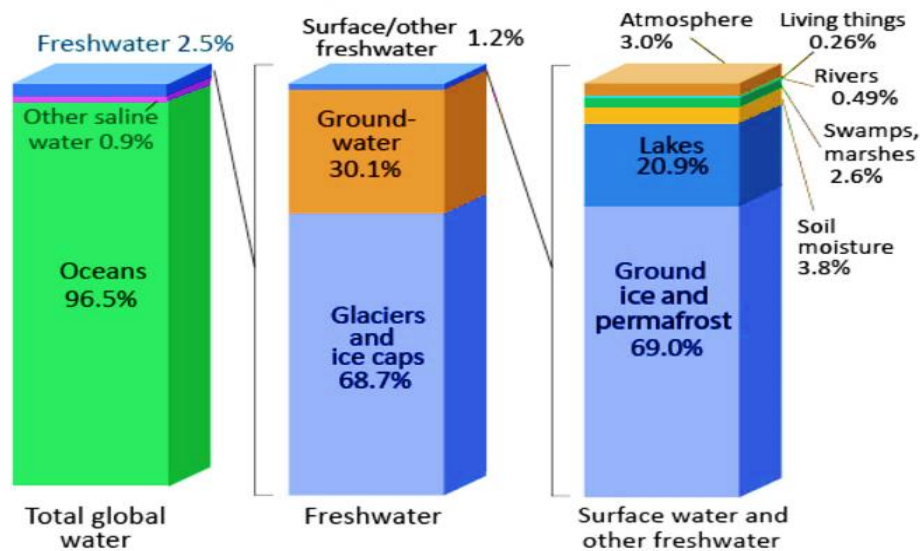 Freshwater 2.5%
Other saline
water 0.9%
Oceans
96.5%
Total global
water
Surface/other
freshwater 1.2%
Ground-
water
30.1%
Glaciers
and
ice caps
68.7%
Freshwater
Atmosphere
3.0%
Living things
0.26%
Rivers
0.49%
Swamps,
marshes
2.6%
Soil
moisture
3.8%
Lakes
20.9%
Ground
ice and
permafrost
69.0%
Surface water and
other freshwater